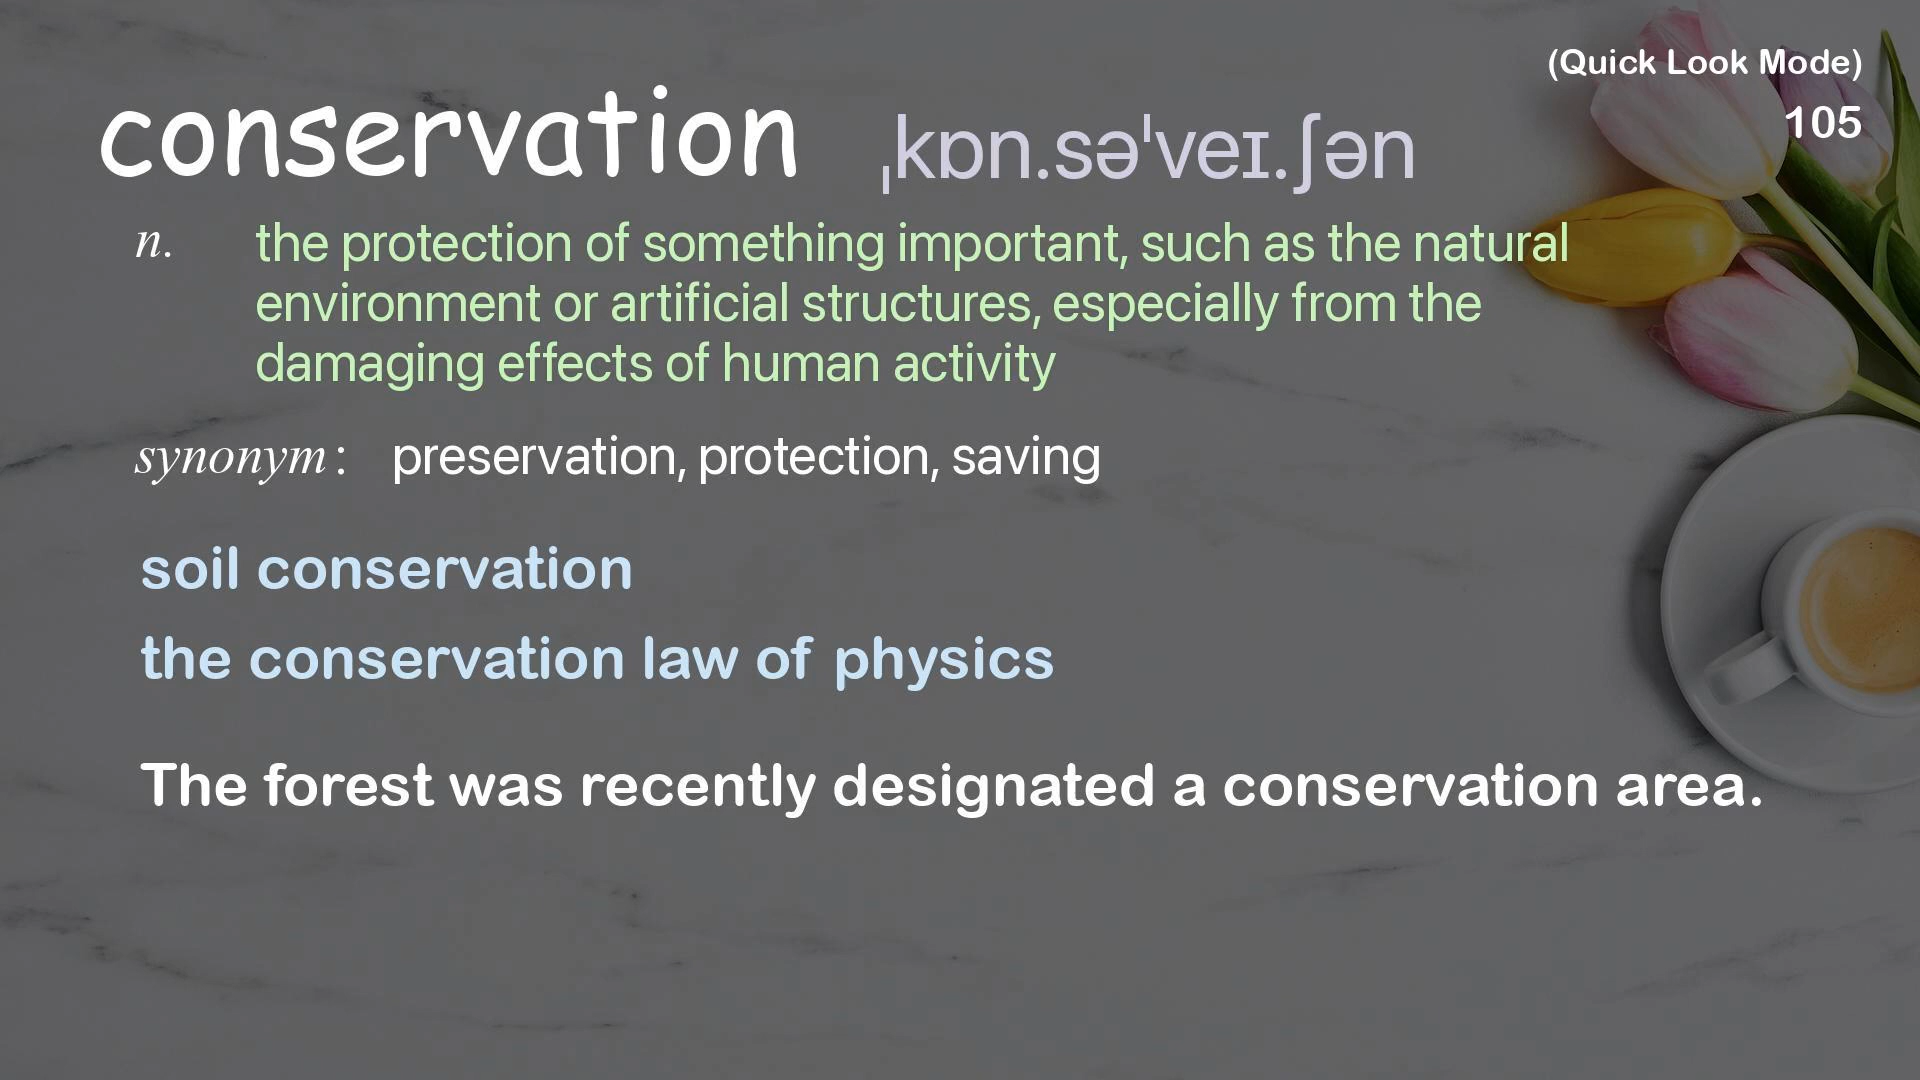 (Quick Look Mode)
105
conservation ˌkɒn.səˈveɪ.ʃən
n. the protection of something important, such as the natural
environment or artificial structures, especially from the
damaging effects of human activity
synonym: preservation, protection, saving
soil conservation
the conservation law of physics
The forest was recently designated a conservation area.